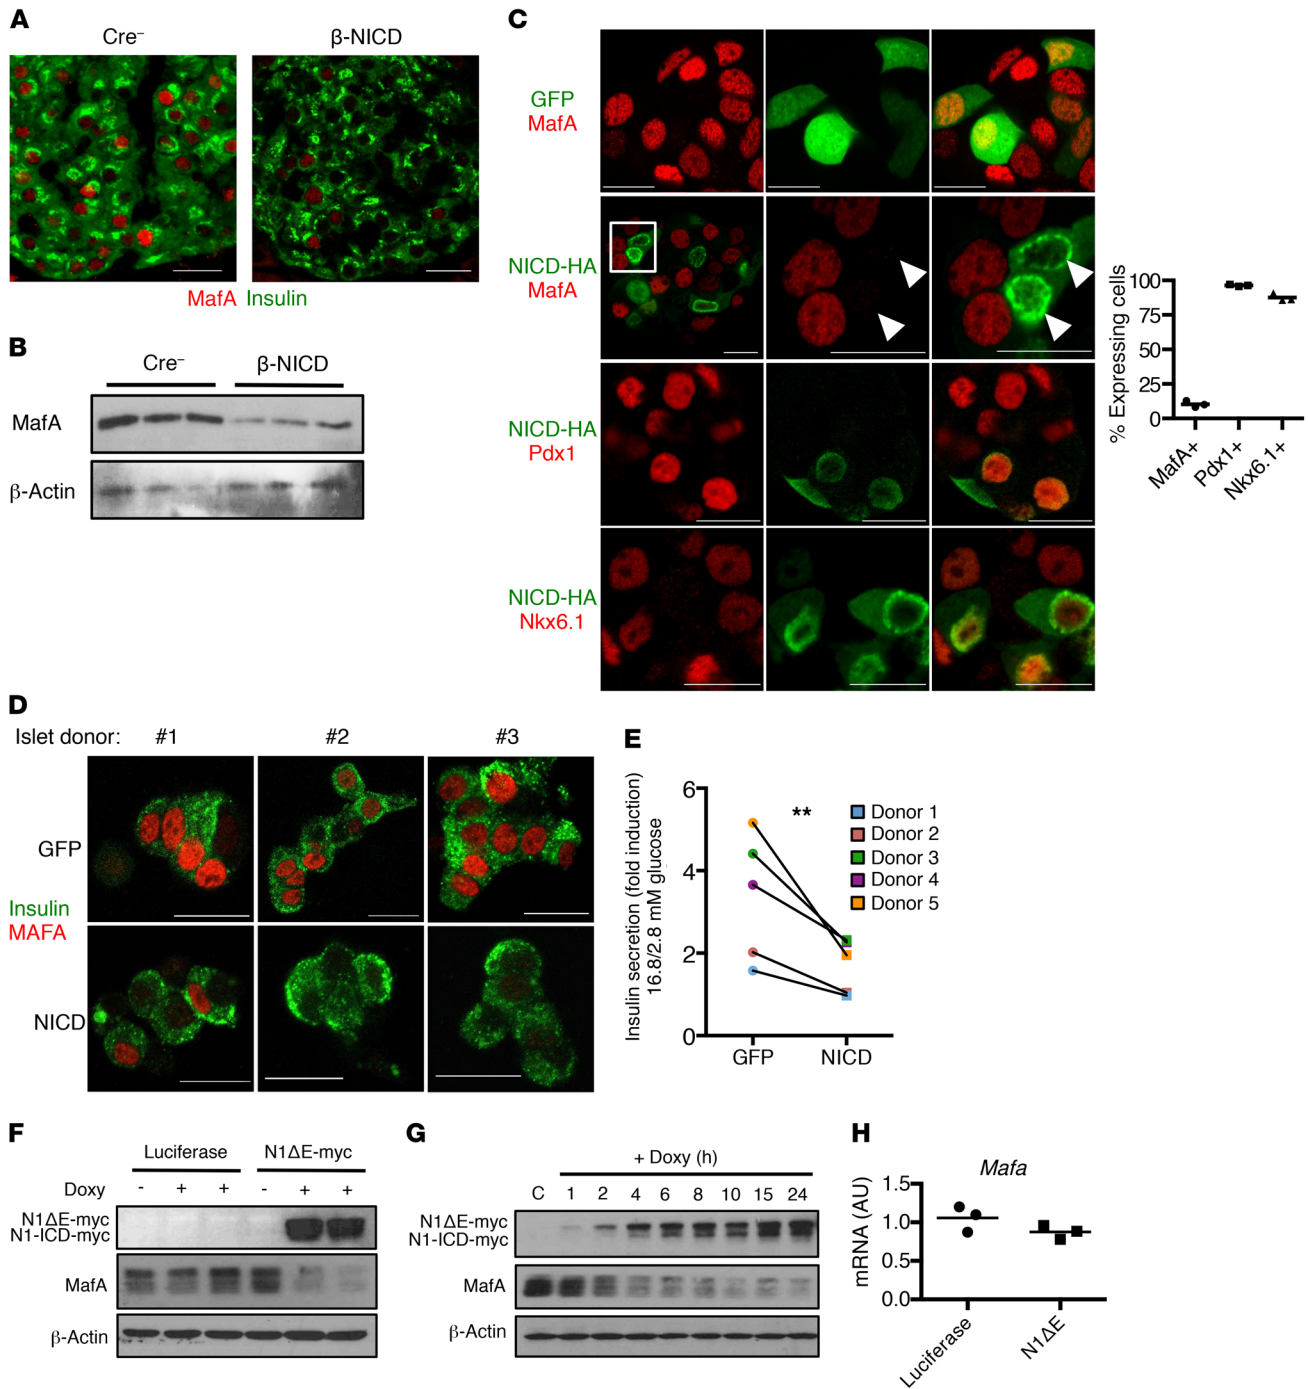 A
Cre– β-NICD
MafA Insulin
B
Cre– β-NICD
MafA
β-Actin
C
GFP
MafA
NICD-HA
MafA
NICD-HA
Pdx1
NICD-HA
Nkx6.1
% Expressing cells
100
75
50
25
0
MafA+
Pdx1+
Nkx6.1+
D
Islet donor: #1 #2 #3
GFP
Insulin
MAFA
NICD
E
Insulin secretion (fold induction)
16.8/2.8 mM glucose
6
4
2
0
**
Donor 1
Donor 2
Donor 3
Donor 4
Donor 5
GFP NICD
F
Luciferase N1ΔE-myc
Doxy - + + - + +
N1ΔE-myc
N1-ICD-myc
MafA
β-Actin
G
+ Doxy (h)
C 1 2 4 6 8 10 15 24
N1ΔE-myc
N1-ICD-myc
MafA
β-Actin
H
Mafa
mRNA (AU)
1.5
1.0
0.5
0.0
Luciferase
N1ΔE